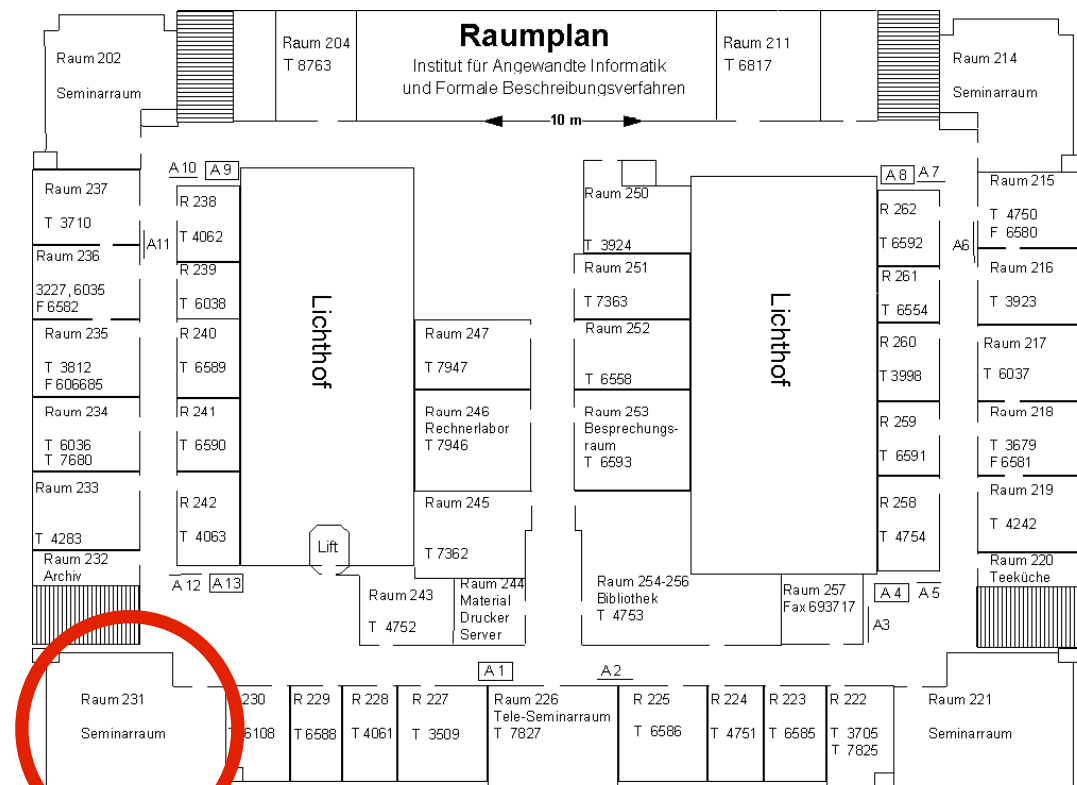 Raumplan
Institut für Angewandte Informatik
und Formale Beschreibungsverfahren
10 m
Raum 202
Seminarraum
Raum 204
T 8763
Raum 211
T 6817
Raum 214
Seminarraum
A 10
A 9
A 8
A 7
Raum 237
T 3710
R 238
T 4062
A11
Raum 236
3227, 6035
F 6582
R 239
T 6038
Raum 235
T 3812
F 606685
R 240
T 6589
Raum 234
T 6036
T 7680
R 241
T 6590
Raum 233
T 4283
R 242
T 4063
Raum 232
Archiv
A 12
A 13
Lichthof
Lift
Raum 247
T 7947
Raum 246
Rechnerlabor
T 7946
Raum 245
T 7362
Raum 243
T 4752
Raum 244
Material
Drucker
Server
Raum 250
T 3924
Raum 251
T 7363
Raum 252
T 6558
Raum 253
Besprechungs-
raum
T 6593
Raum 254-256
Bibliothek
T 4753
Lichthof
Raum 257
Fax 693717
R 262
T 6592
R 261
T 6554
R 260
T 3998
R 259
T 6591
R 258
T 4754
A 4
A 5
A3
A6
Raum 215
T 4750
F 6580
Raum 216
T 3923
Raum 217
T 6037
Raum 218
T 3679
F 6581
Raum 219
T 4242
Raum 220
Teeküche
A 1
A 2
Raum 231
Seminarraum
230
6108
R 229
T 6588
R 228
T 4061
R 227
T 3509
Raum 226
Tele-Seminarraum
T 7827
R 225
T 6586
R 224
T 4751
R 223
T 6585
R 222
T 3705
T 7825
Raum 221
Seminarraum